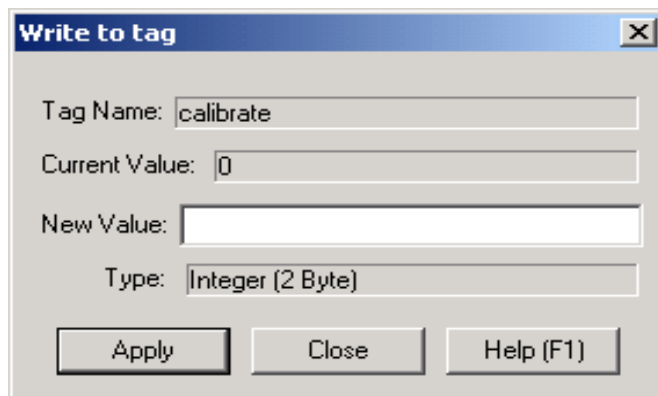 Write to tag
Tag Name: calibrate
Current Value: 0
New Value:
Type: Integer (2 Byte)
Apply Close Help (F1)